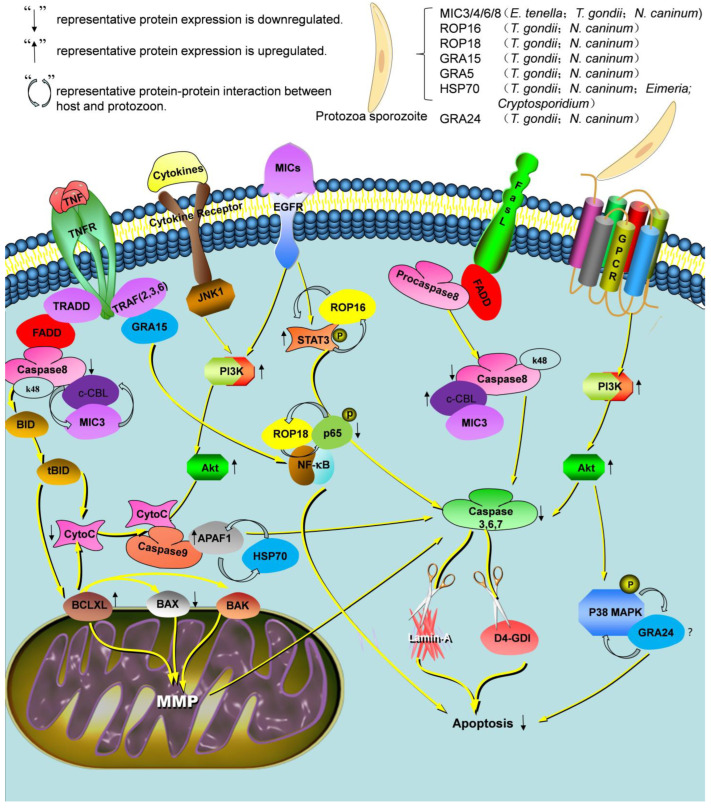 “↓” representative protein expression is downregulated.
“↑” representative protein expression is upregulated.
“ ” representative protein-protein interaction between
host and protozoon.
Protozoa sporozoite
MIC3/4/6/8 (E. tenella; T. gondii; N. caninum)
ROP16 (T. gondii; N. caninum)
ROP18 (T. gondii; N. caninum)
GRA15 (T. gondii; N. caninum)
GRA5 (T. gondii; N. caninum)
HSP70 (T. gondii; N. caninum; Eimeria;
Cryptosporidium)
GRA24 (T. gondii; N. caninum)
TNF
TNFR
Cytokines
Cytokine Receptor
MICs
EGFR
FasL
GPCR
TRADD
TRAF(2,3,6)
JNK1
ROP16
Procaspase8
FADD
FADD
GRA15
↑ STAT3 P
Caspase8
k48
↓
c-CBL
MIC3
PI3K ↑
k48
↓ Caspase8
↑ c-CBL
MIC3
PI3K ↑
BID
ROP18
p65 P ↓
NF-κB
tBID
Akt ↑
Akt ↑
↓ CytoC
CytoC
Caspase9
↑ APAF1
HSP70
Caspase
3,6,7 ↓
BCLXL ↑
BAX ↓
BAK
MMP
Lamin-A
D4-GDI
P
P38 MAPK
GRA24 ?
Apoptosis ↓